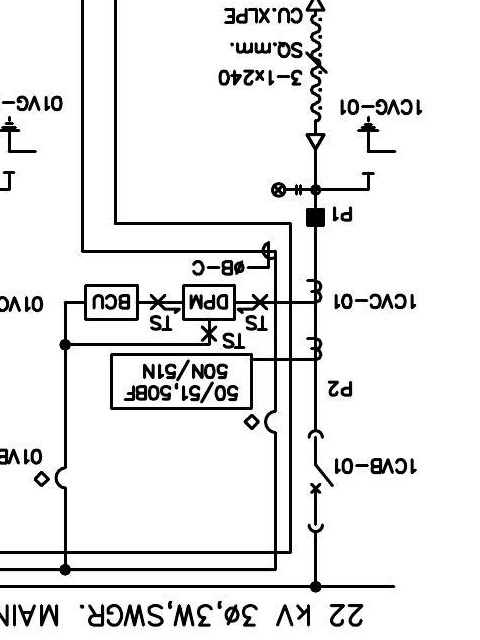 22 kV 3ø,3W,SWGR. MAIN
1CVB-01
01VB
P2
50/51,50BF
50N/51N
TS
TS
TS
1CVC-01
DPM
BCU
01VC
øB-C
P1
1CVG-01
01VG-
3-1x240
SQ.mm.
CU.XLPE